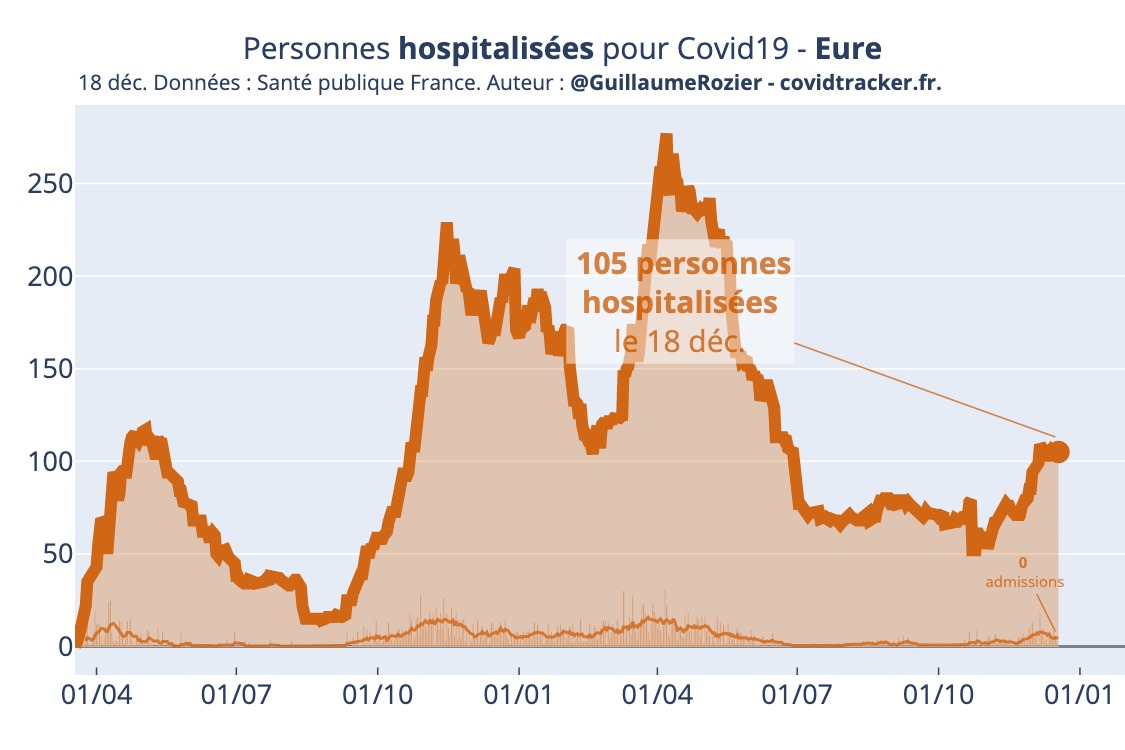 Personnes hospitalisées pour Covid19 - Eure
18 déc. Données : Santé publique France. Auteur : @GuillaumeRozier - covidtracker.fr.
250
200
150
100
50
0
105 personnes
hospitalisées
le 18 déc.
0
admissions
01/04
01/07
01/10
01/01
01/04
01/07
01/10
01/01